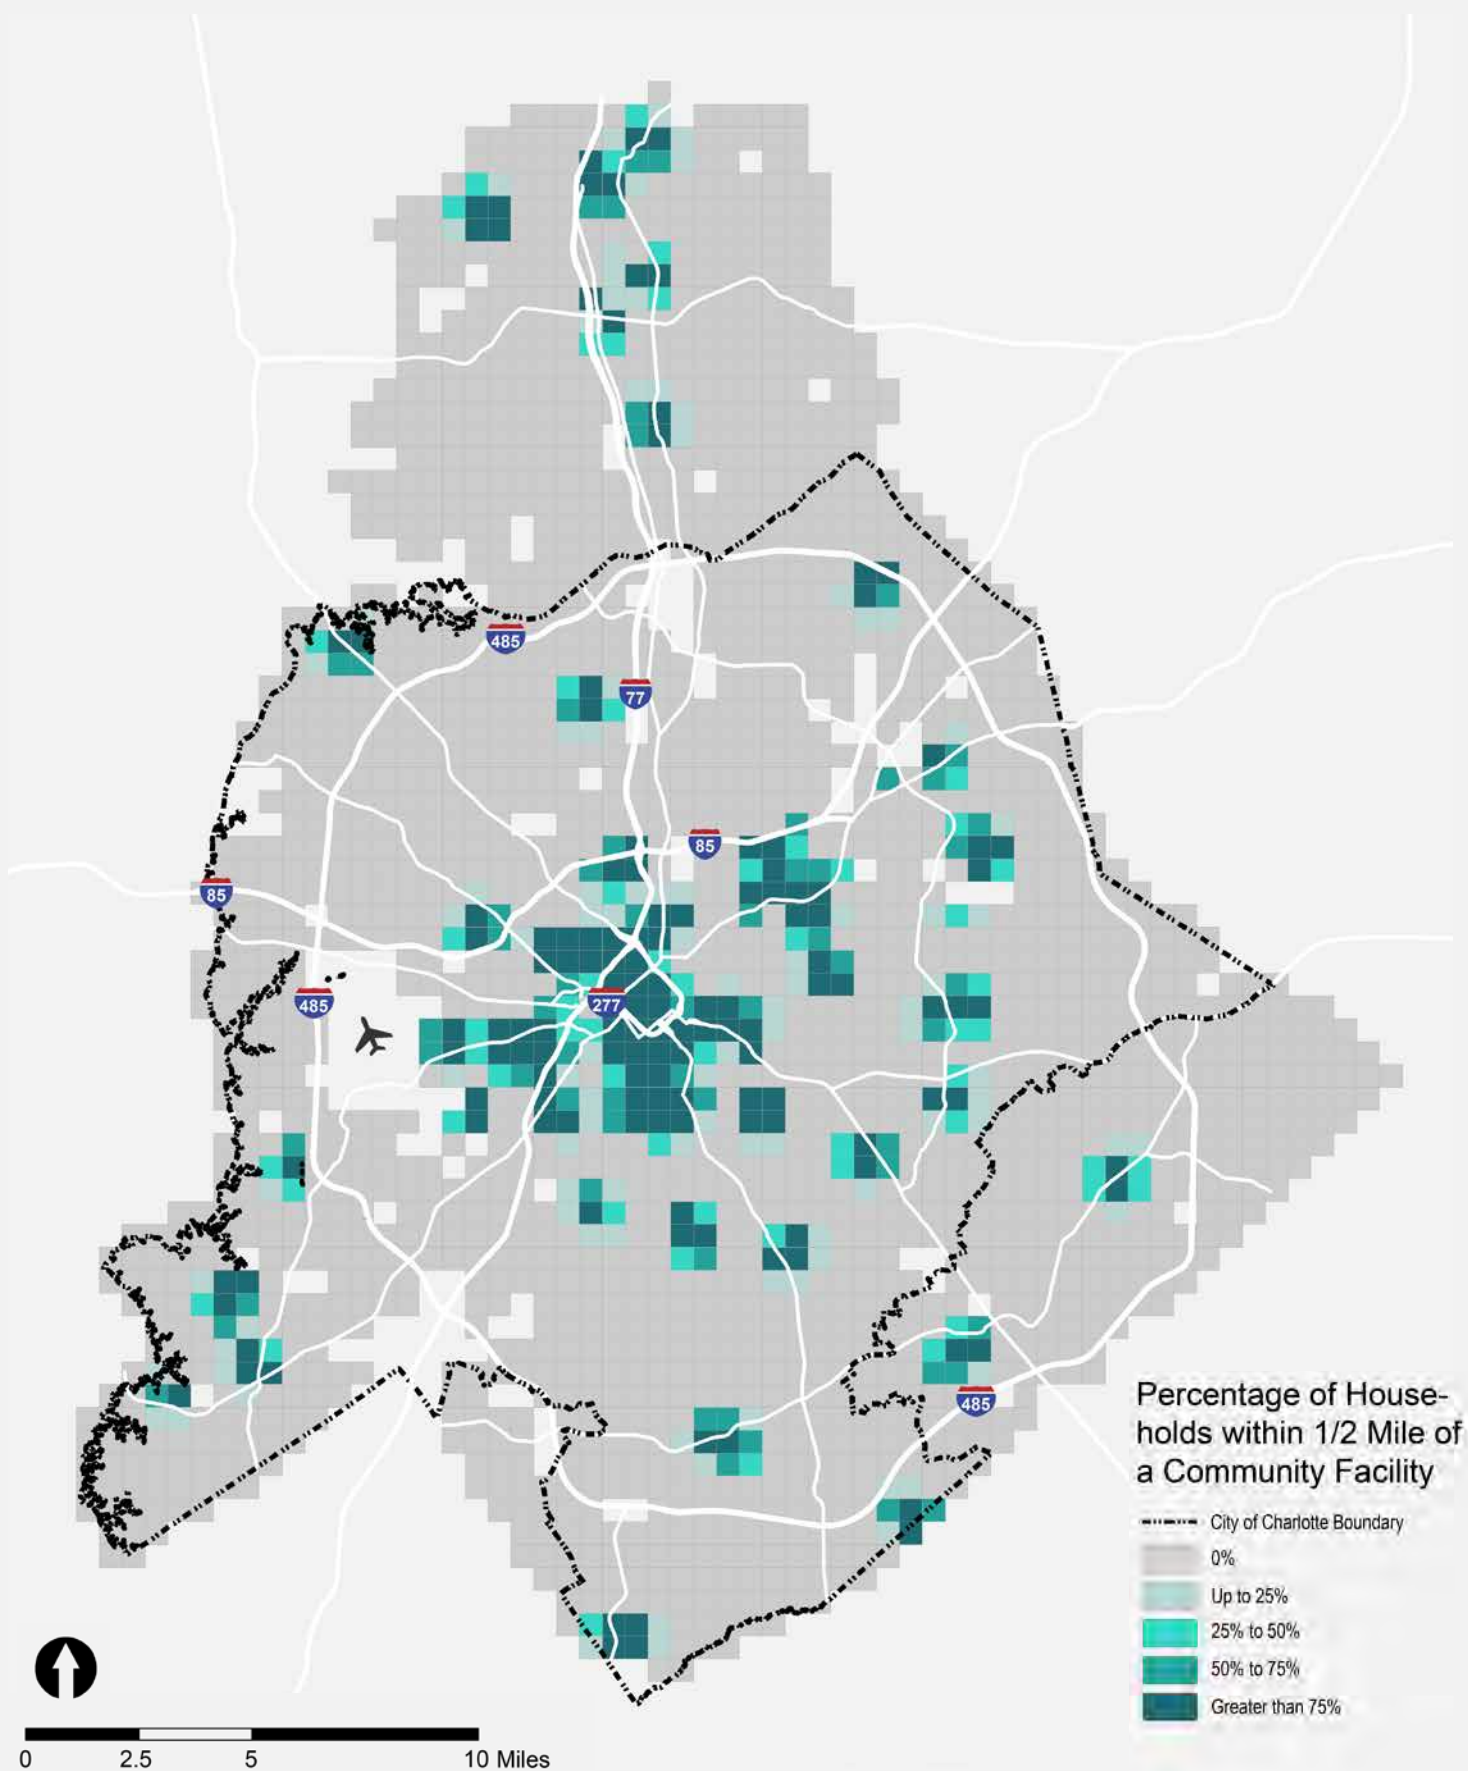 485
77
85
85
277
485
485
Percentage of House-
holds within 1/2 Mile of
a Community Facility
City of Charlotte Boundary
0%
Up to 25%
25% to 50%
50% to 75%
Greater than 75%
0 2.5 5 10 Miles